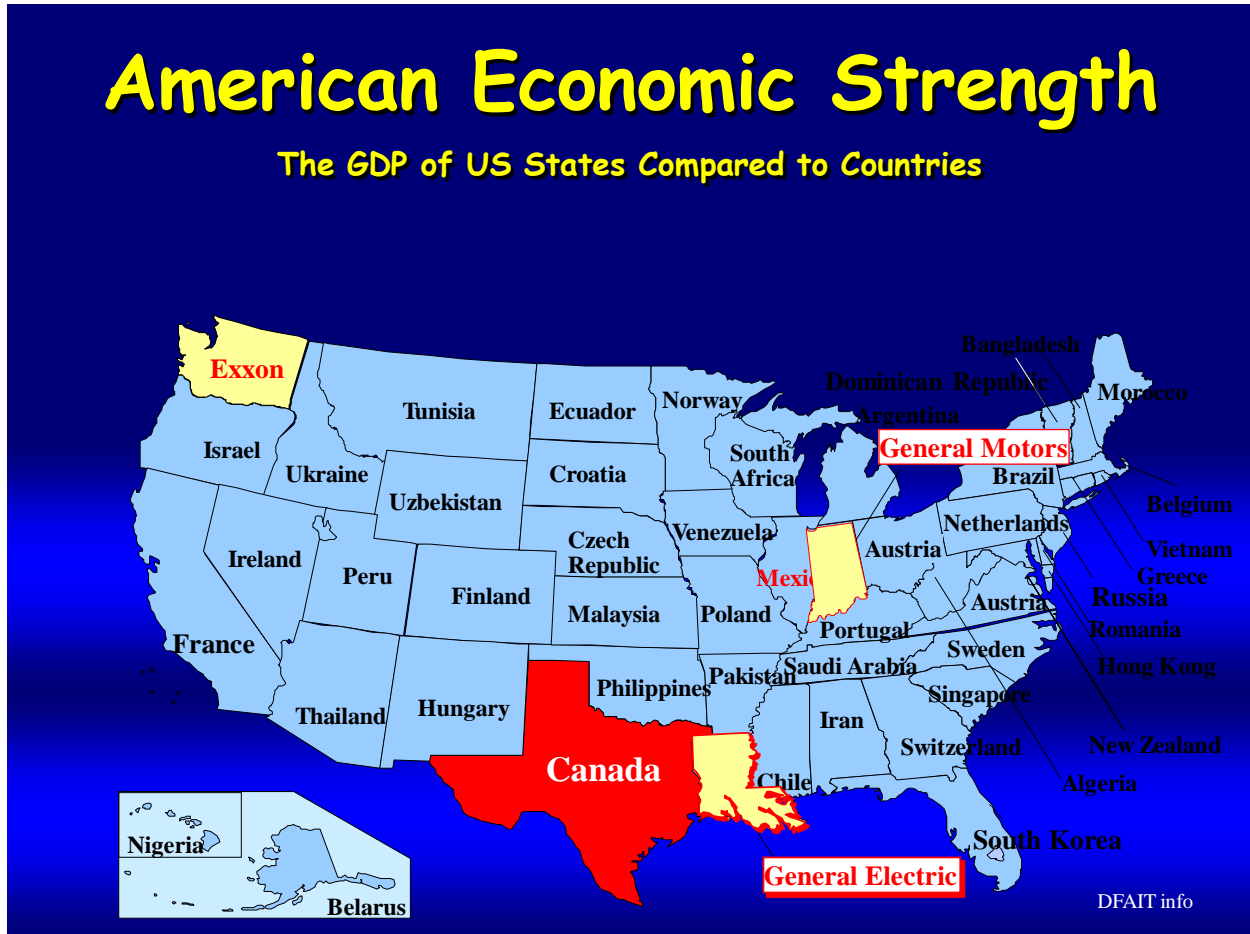 American Economic Strength
The GDP of US States Compared to Countries
Bangladesh
Exxon
Dominican Republic
Morocco
Norway
Tunisia
Ecuador
Argentina
General Motors
Israel
South
Africa
Ukraine
Croatia
Brazil
Uzbekistan
Belgium
Netherlands
Venezuela
Czech
Republic
Austria
Vietnam
Ireland
Peru
Mexic
Greece
Finland
Russia
Austria
Malaysia
Poland
Portugal
Romania
France
Sweden
Saudi Arabia
Hong Kong
Pakistan
Philippines
Singapore
Hungary
Thailand
Iran
Switzerland
New Zealand
Canada
Chile
Algeria
South Korea
Nigeria
General Electric
Belarus
DFAIT info